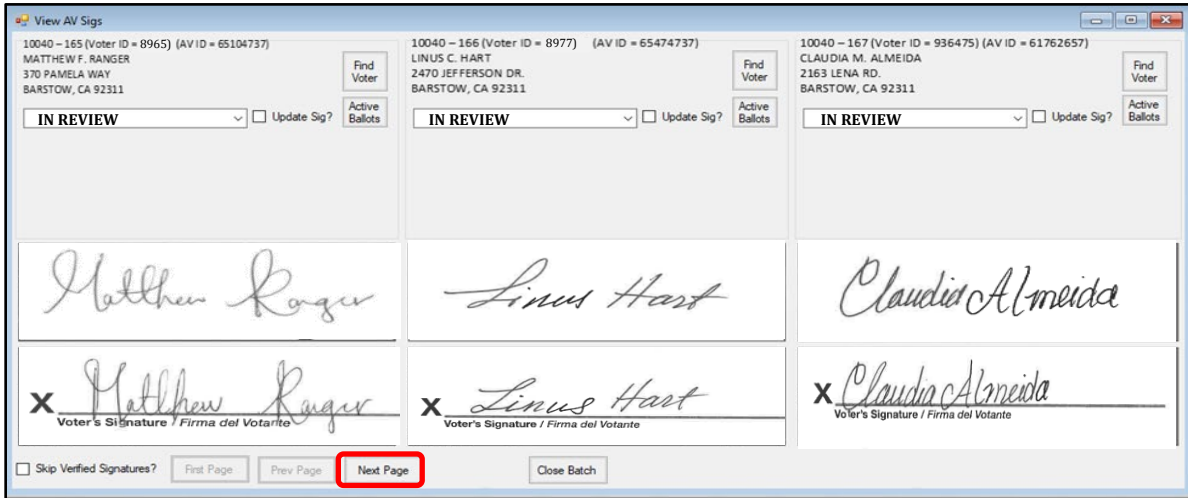 View AV Sigs
10040 – 165 (Voter ID = 8965) (AV ID = 65104737)
MATTHEW F. RANGER
370 PAMELA WAY
BARSTOW, CA 92311
Find Voter
IN REVIEW
Update Sig?
Active Ballots
10040 – 166 (Voter ID = 8977) (AV ID = 65474737)
LINUS C. HART
2470 JEFFERSON DR.
BARSTOW, CA 92311
Find Voter
IN REVIEW
Update Sig?
Active Ballots
10040 – 167 (Voter ID = 936475) (AV ID = 61762657)
CLAUDIA M. ALMEIDA
2163 LENA RD.
BARSTOW, CA 92311
Find Voter
IN REVIEW
Update Sig?
Active Ballots
Matthew Ranger
Linus Hart
Claudia Almeida
X Matthew Ranger
Voter's Signature / Firma del Votante
X Linus Hart
Voter's Signature / Firma del Votante
X Claudia Almeida
Voter's Signature / Firma del Votante
Skip Verified Signatures?
First Page
Prev Page
Next Page
Close Batch